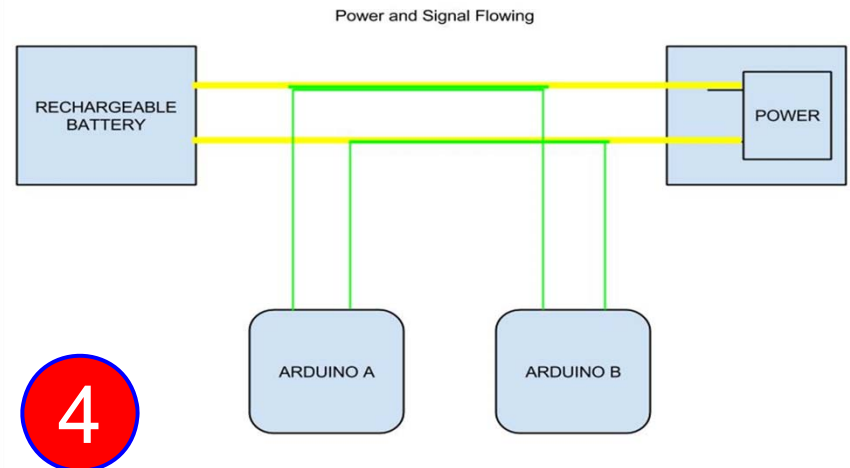 Power and Signal Flowing
RECHARGEABLE
BATTERY
POWER
ARDUINO A
ARDUINO B
4